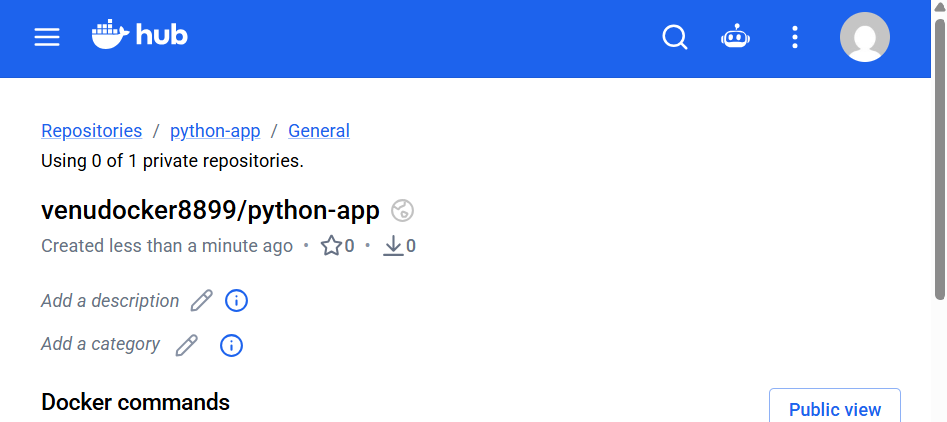 hub
Repositories / python-app / General
Using 0 of 1 private repositories.
venudocker8899/python-app
Created less than a minute ago • 0 • 0
Add a description
Add a category
Docker commands
Public view